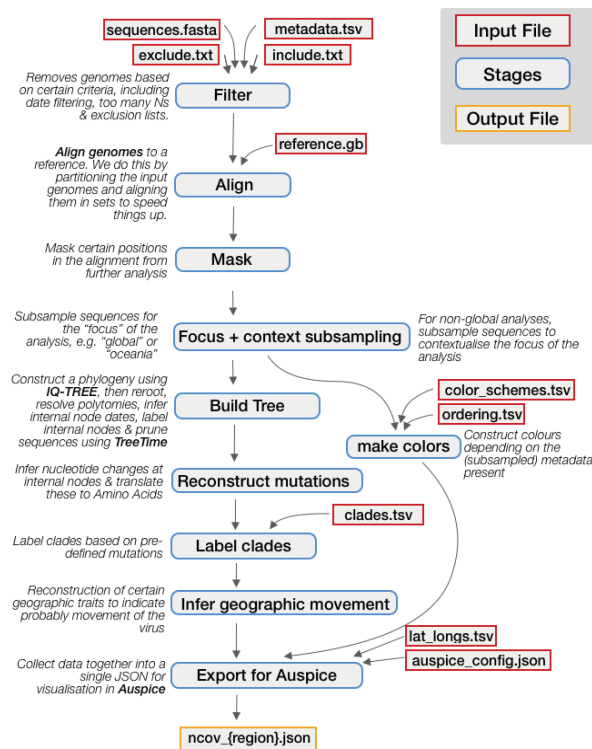 sequences.fasta
metadata.tsv
exclude.txt
include.txt
Input File
Stages
Output File
Removes genomes based
on certain criteria, including
date filtering, too many Ns
& exclusion lists.
Filter
reference.gb
Align genomes to a
reference. We do this by
partitioning the input
genomes and aligning
them in sets to speed
things up.
Align
Mask certain positions
in the alignment from
further analysis
Mask
Subsample sequences for
the “focus” of the
analysis, e.g. “global” or
“oceania”
Focus + context subsampling
For non-global analyses,
subsample sequences to
contextualise the focus of the
analysis
Construct a phylogeny using
IQ-TREE, then reroot,
resolve polytomies, infer
internal node dates, label
internal nodes & prune
sequences using TreeTime
Build Tree
color_schemes.tsv
ordering.tsv
make colors
Construct colours
depending on the
(subsampled) metadata
present
Infer nucleotide changes at
internal nodes & translate
these to Amino Acids
Reconstruct mutations
clades.tsv
Label clades based on pre-
defined mutations
Label clades
Reconstruction of certain
geographic traits to indicate
probably movement of the
virus
Infer geographic movement
lat_longs.tsv
auspice_config.json
Collect data together into a
single JSON for
visualisation in Auspice
Export for Auspice
ncov_{region}.json